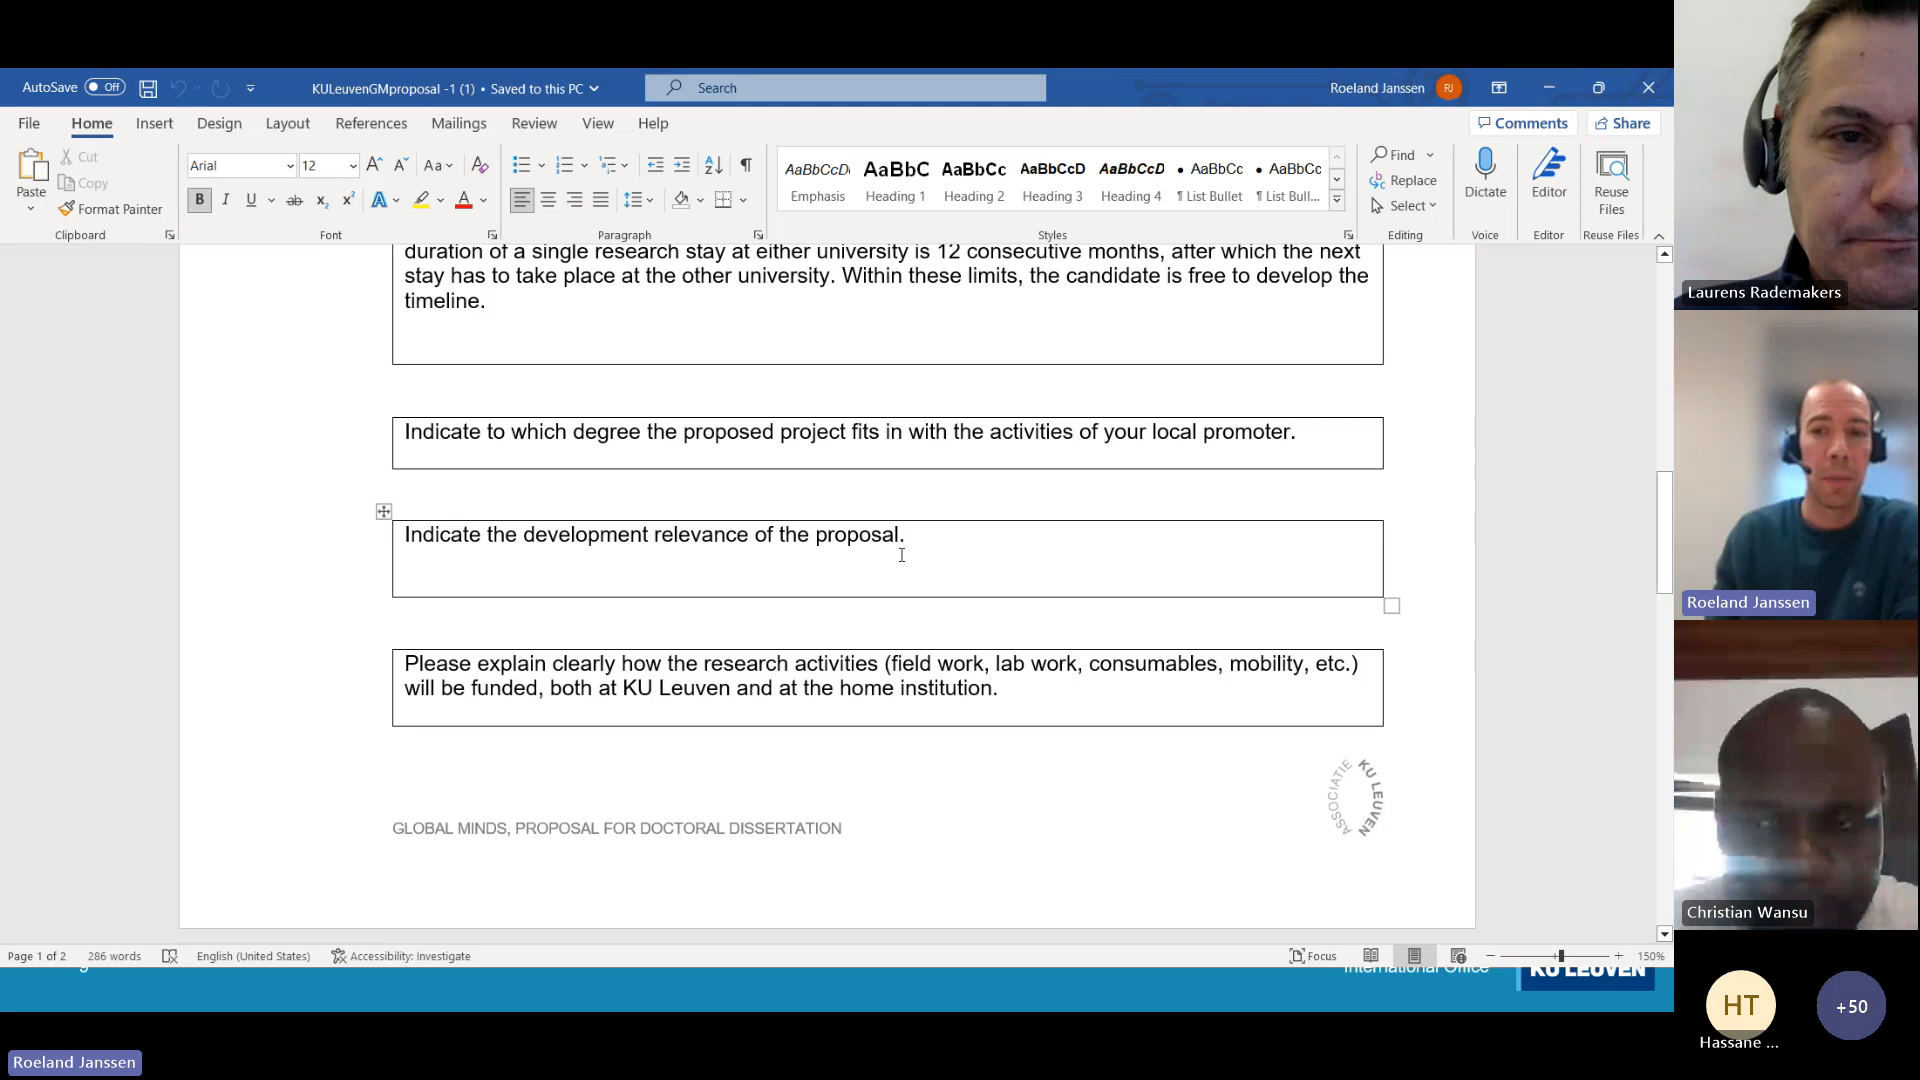 AutoSave Off
KULeuvenGMproposal -1 (1) • Saved to this PC
Search
Roeland Janssen RJ
File Home Insert Design Layout References Mailings Review View Help
Comments Share
Paste
Cut
Copy
Format Painter
Clipboard
Arial 12
Aa
B I U ab x₂ x² A A
Font
Paragraph
AaBbCcDc AaBbC AaBbCc AaBbCcD AaBbCcD AaBbCc AaBbCc
Emphasis Heading 1 Heading 2 Heading 3 Heading 4 ¶ List Bullet ¶ List Bull...
Styles
Find
Replace
Select
Editing
Dictate
Voice
Editor
Editor
Reuse
Files
Reuse Files
duration of a single research stay at either university is 12 consecutive months, after which the next
stay has to take place at the other university. Within these limits, the candidate is free to develop the
timeline.
Indicate to which degree the proposed project fits in with the activities of your local promoter.
Indicate the development relevance of the proposal.
Please explain clearly how the research activities (field work, lab work, consumables, mobility, etc.)
will be funded, both at KU Leuven and at the home institution.
GLOBAL MINDS, PROPOSAL FOR DOCTORAL DISSERTATION
ASSOCIATIE
KU LEUVEN
Page 1 of 2 286 words English (United States) Accessibility: Investigate
Focus 150%
International Office
KU LEUVEN
Roeland Janssen
Laurens Rademakers
Roeland Janssen
Christian Wansu
HT
Hassane ...
+50